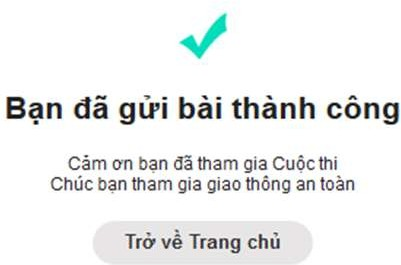 Bạn đã gửi bài thành công
Cảm ơn bạn đã tham gia Cuộc thi
Chúc bạn tham gia giao thông an toàn
Trở về Trang chủ